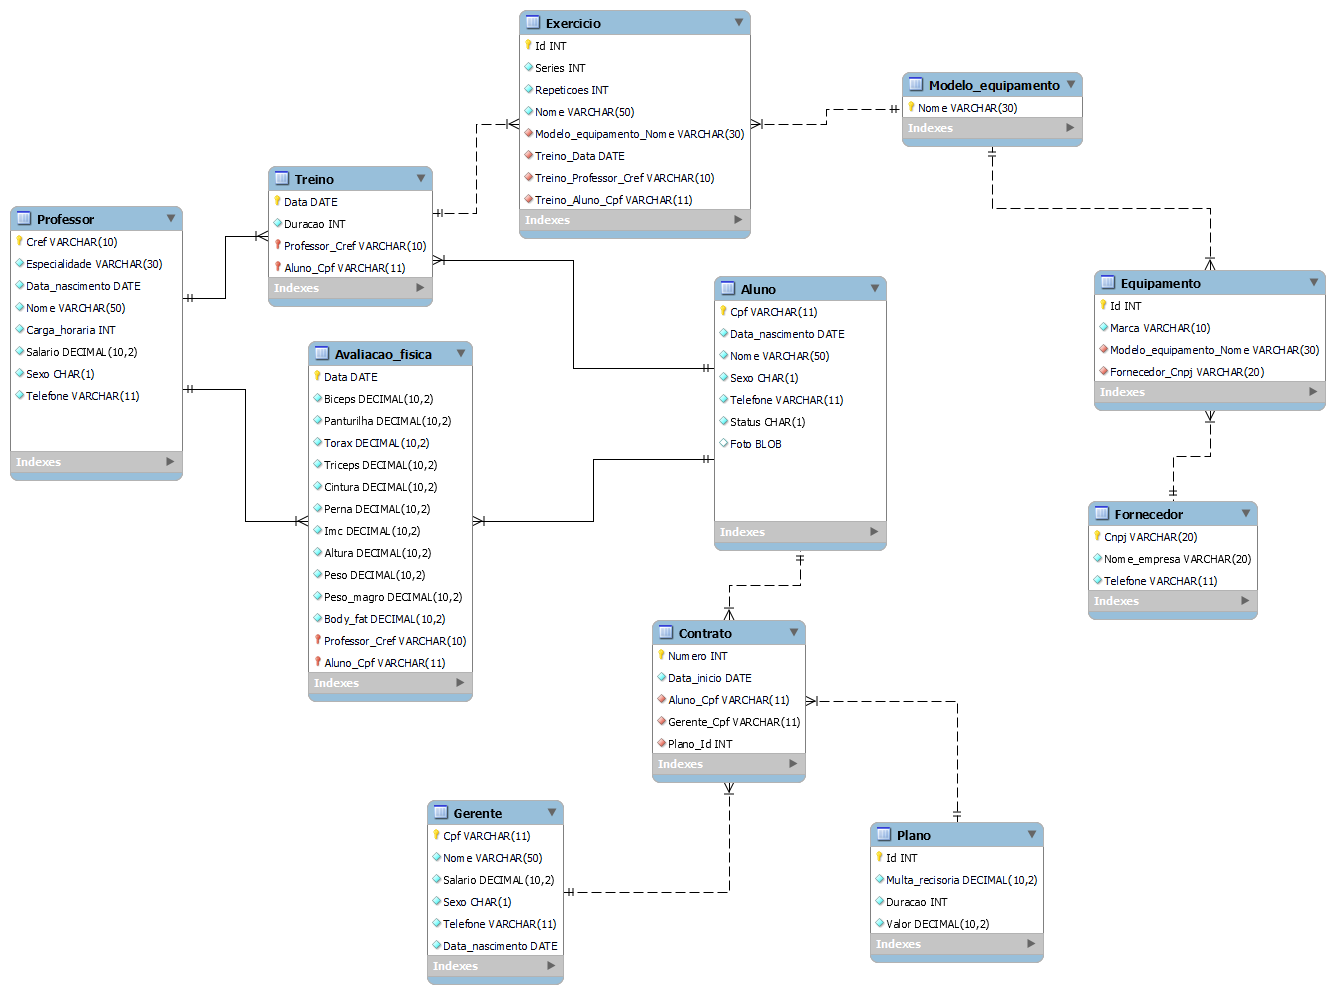 Exercicio
Id INT
Series INT
Repeticoes INT
Nome VARCHAR(50)
Modelo_equipamento_Nome VARCHAR(30)
Treino_Data DATE
Treino_Professor_Cref VARCHAR(10)
Treino_Aluno_Cpf VARCHAR(11)
Indexes
Modelo_equipamento
Nome VARCHAR(30)
Indexes
Treino
Data DATE
Duracao INT
Professor_Cref VARCHAR(10)
Aluno_Cpf VARCHAR(11)
Indexes
Professor
Cref VARCHAR(10)
Especialidade VARCHAR(30)
Data_nascimento DATE
Nome VARCHAR(50)
Carga_horaria INT
Salario DECIMAL(10,2)
Sexo CHAR(1)
Telefone VARCHAR(11)
Indexes
Aluno
Cpf VARCHAR(11)
Data_nascimento DATE
Nome VARCHAR(50)
Sexo CHAR(1)
Telefone VARCHAR(11)
Status CHAR(1)
Foto BLOB
Indexes
Equipamento
Id INT
Marca VARCHAR(10)
Modelo_equipamento_Nome VARCHAR(30)
Fornecedor_Cnpj VARCHAR(20)
Indexes
Avaliacao_fisica
Data DATE
Biceps DECIMAL(10,2)
Panturilha DECIMAL(10,2)
Torax DECIMAL(10,2)
Triceps DECIMAL(10,2)
Cintura DECIMAL(10,2)
Perna DECIMAL(10,2)
Imc DECIMAL(10,2)
Altura DECIMAL(10,2)
Peso DECIMAL(10,2)
Peso_magro DECIMAL(10,2)
Body_fat DECIMAL(10,2)
Professor_Cref VARCHAR(10)
Aluno_Cpf VARCHAR(11)
Indexes
Fornecedor
Cnpj VARCHAR(20)
Nome_empresa VARCHAR(20)
Telefone VARCHAR(11)
Indexes
Contrato
Numero INT
Data_inicio DATE
Aluno_Cpf VARCHAR(11)
Gerente_Cpf VARCHAR(11)
Plano_Id INT
Indexes
Gerente
Cpf VARCHAR(11)
Nome VARCHAR(50)
Salario DECIMAL(10,2)
Sexo CHAR(1)
Telefone VARCHAR(11)
Data_nascimento DATE
Indexes
Plano
Id INT
Multa_recisoria DECIMAL(10,2)
Duracao INT
Valor DECIMAL(10,2)
Indexes